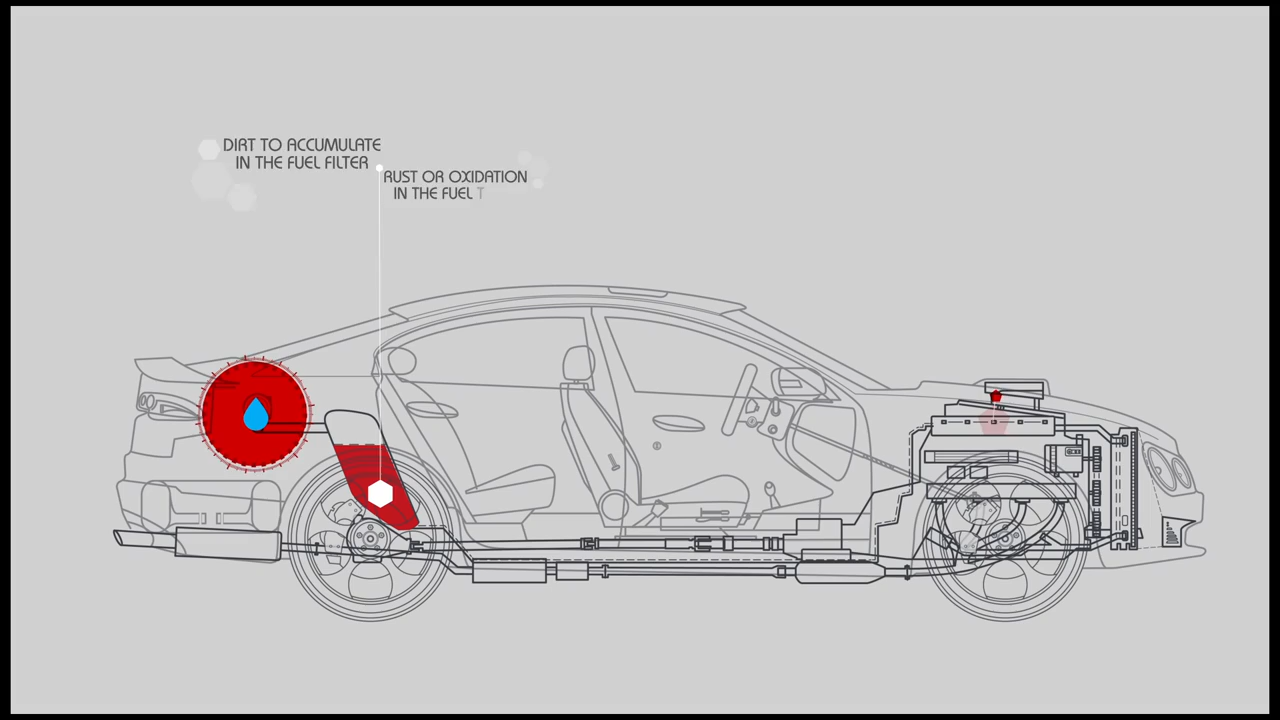 DIRT TO ACCUMULATE
IN THE FUEL FILTER
RUST OR OXIDATION
IN THE FUEL T